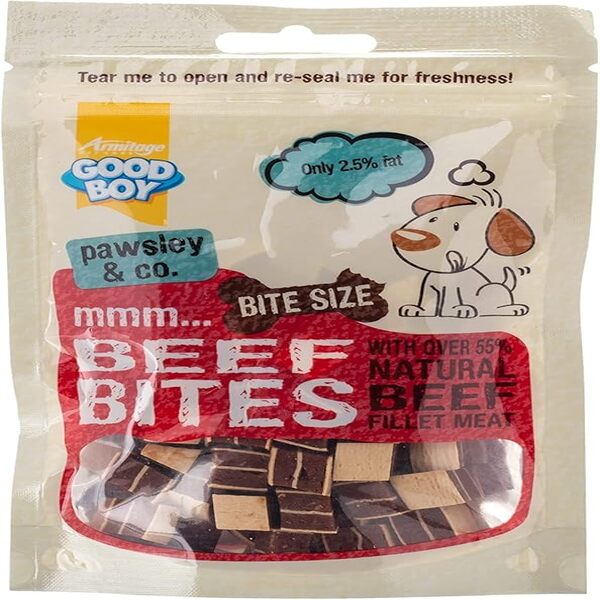 Tear me to open and re-seal me for freshness!
Armitage
GOOD
BOY
Only 2.5% fat
pawsley
& co.
BITE SIZE
mmm...
BEEF
BITES
WITH OVER 55%
NATURAL
BEEF
FILLET MEAT